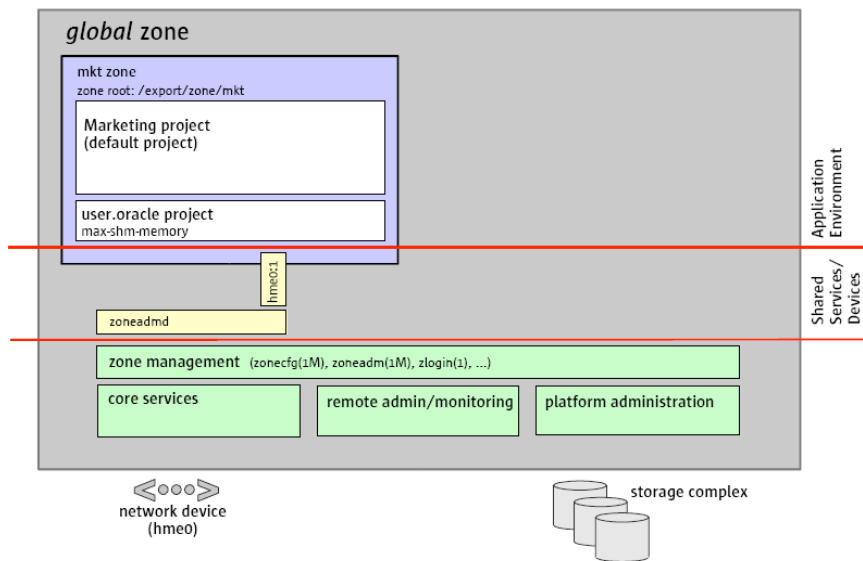 global zone
mkt zone
zone root: /export/zone/mkt
Marketing project
(default project)
user.oracle project
max-shm-memory
Application
Environment
hme0:1
Shared
Services/
Devices
zoneadmd
zone management (zonecfg(1M), zoneadm(1M), zlogin(1), ...)
core services
remote admin/monitoring
platform administration
network device
(hme0)
storage complex